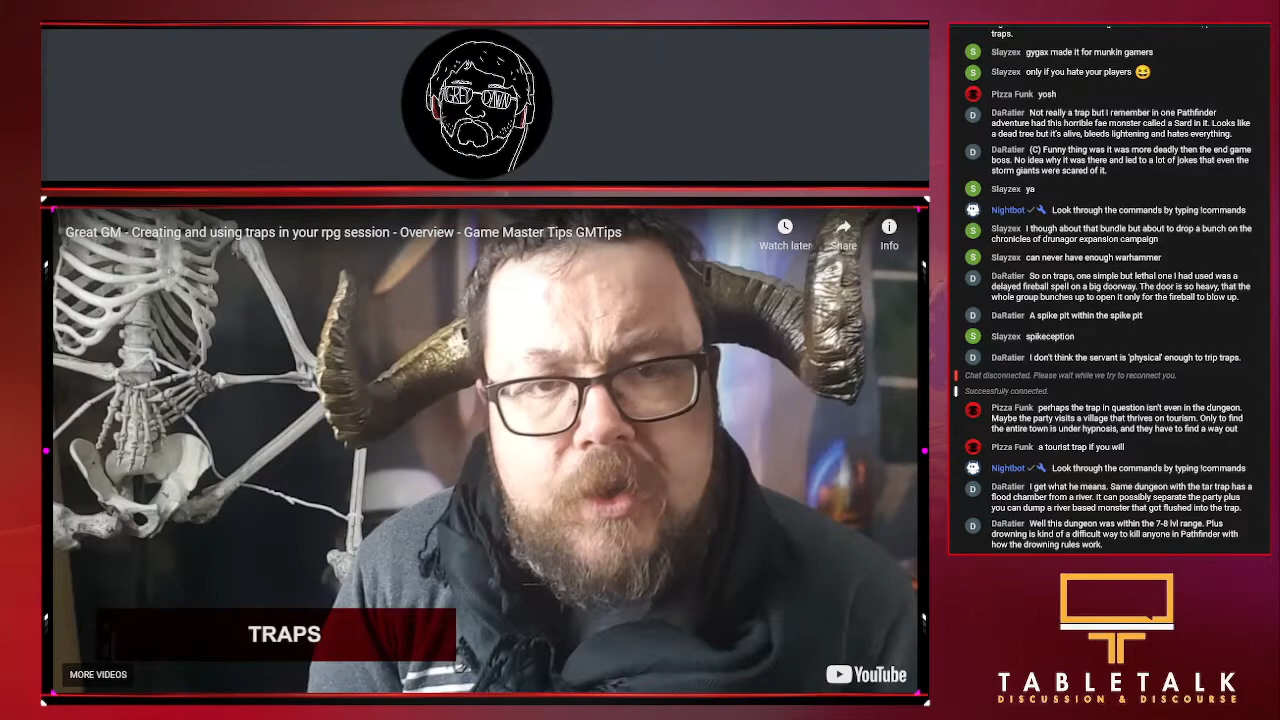 GRED
DIVIN
Great GM - Creating and using traps in your rpg session - Overview - Game Master Tips GMTips
Watch later
Share
Info
TRAPS
MORE VIDEOS
YouTube
traps.
S Slayzex gygax made it for munkin gamers
S Slayzex only if you hate your players 😆
Pizza Funk yosh
D DaRatier Not really a trap but I remember in one Pathfinder
adventure had this horrible fae monster called a Sard in it. Looks like
a dead tree but it's alive, bleeds lightening and hates everything.
D DaRatier (C) Funny thing was it was more deadly then the end game
boss. No idea why it was there and led to a lot of jokes that even the
storm giants were scared of it.
S Slayzex ya
Nightbot Look through the commands by typing !commands
S Slayzex I though about that bundle but about to drop a bunch on the
chronicles of drunagor expansion campaign
S Slayzex can never have enough warhammer
D DaRatier So on traps, one simple but lethal one I had used was a
delayed fireball spell on a big doorway. The door is so heavy, that the
whole group bunches up to open it only for the fireball to blow up.
D DaRatier A spike pit within the spike pit
S Slayzex spikeception
D DaRatier I don't think the servant is 'physical' enough to trip traps.
Chat disconnected. Please wait while we try to reconnect you.
Successfully connected.
Pizza Funk perhaps the trap in question isn't even in the dungeon.
Maybe the party visits a village that thrives on tourism. Only to find
the entire town is under hypnosis, and they have to find a way out
Pizza Funk a tourist trap if you will
Nightbot Look through the commands by typing !commands
D DaRatier I get what he means. Same dungeon with the tar trap has a
flood chamber from a river. It can possibly separate the party plus
you can dump a river based monster that got flushed into the trap.
D DaRatier Well this dungeon was within the 7-8 lvl range. Plus
drowning is kind of a difficult way to kill anyone in Pathfinder with
how the drowning rules work.
TABLETALK
DISCUSSION & DISCOURSE